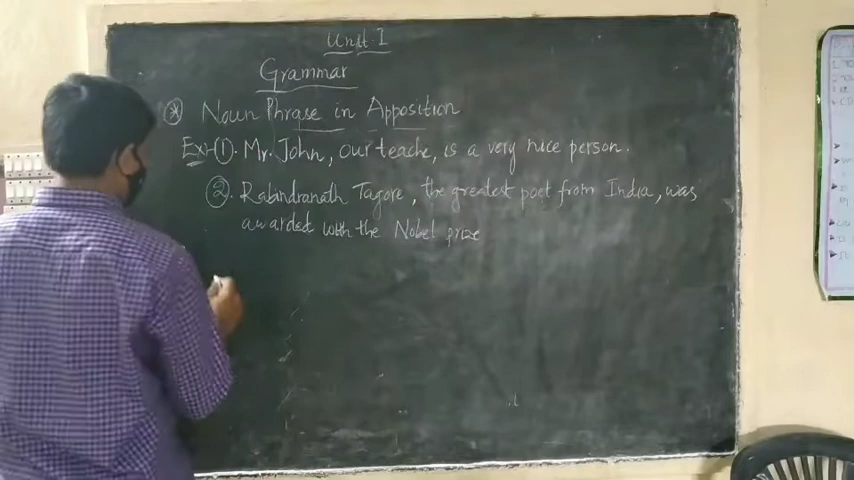 Unit-I
Grammar
* Noun Phrase in Apposition
Ex:-(1). Mr. John, our teache, is a very nice person.
2. Rabindranath Tagore, the greatest poet from India, was
awarded with the Nobel prize